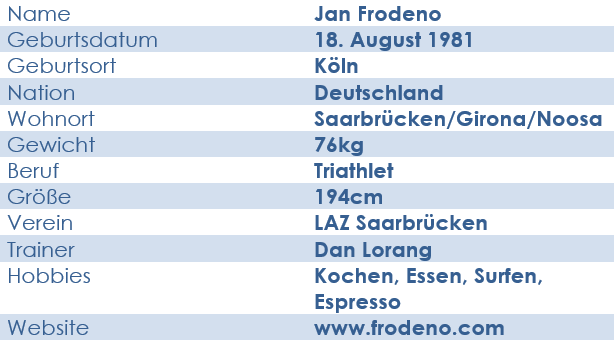 Name Jan Frodeno
Geburtsdatum 18. August 1981
Geburtsort Köln
Nation Deutschland
Wohnort Saarbrücken/Girona/Noosa
Gewicht 76kg
Beruf Triathlet
Größe 194cm
Verein LAZ Saarbrücken
Trainer Dan Lorang
Hobbies Kochen, Essen, Surfen,
Espresso
Website www.frodeno.com